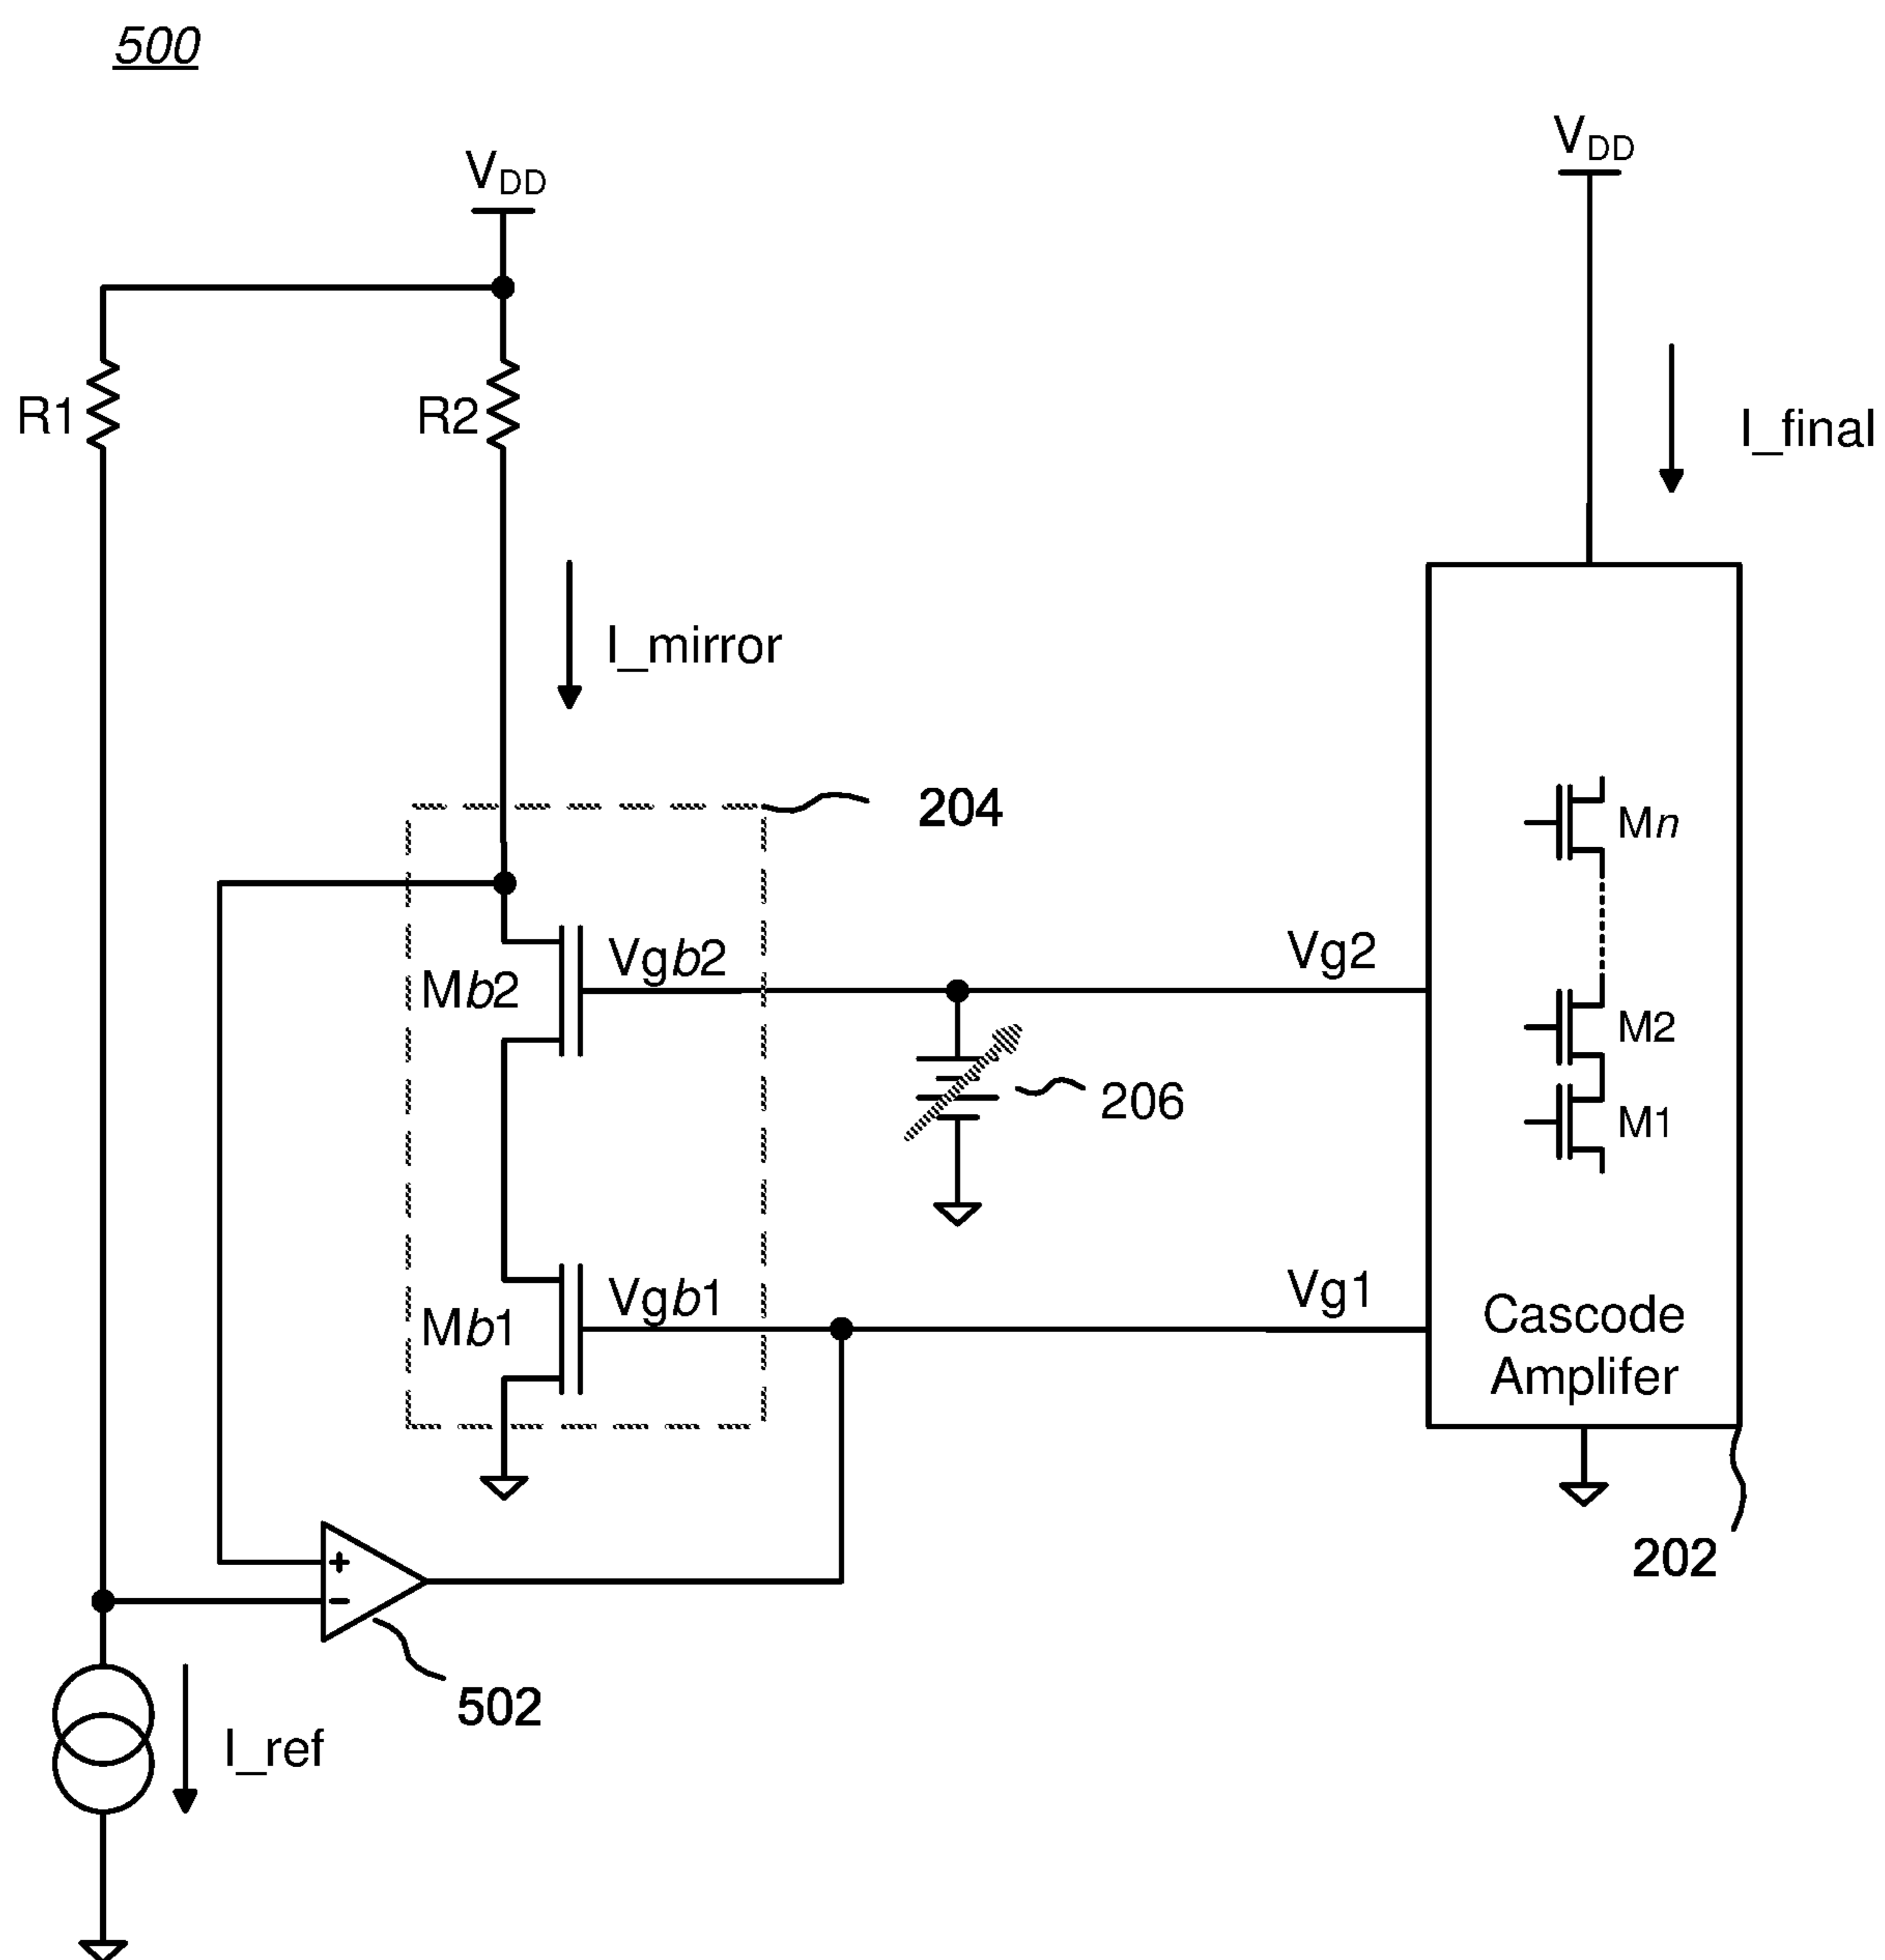 500
VDD
VDD
R1
R2
I_final
I_mirror
204
Mn
Vgb2
Vg2
Mb2
M2
206
M1
Vgb1
Vg1
Mb1
Cascode
Amplifer
+
-
202
502
I_ref